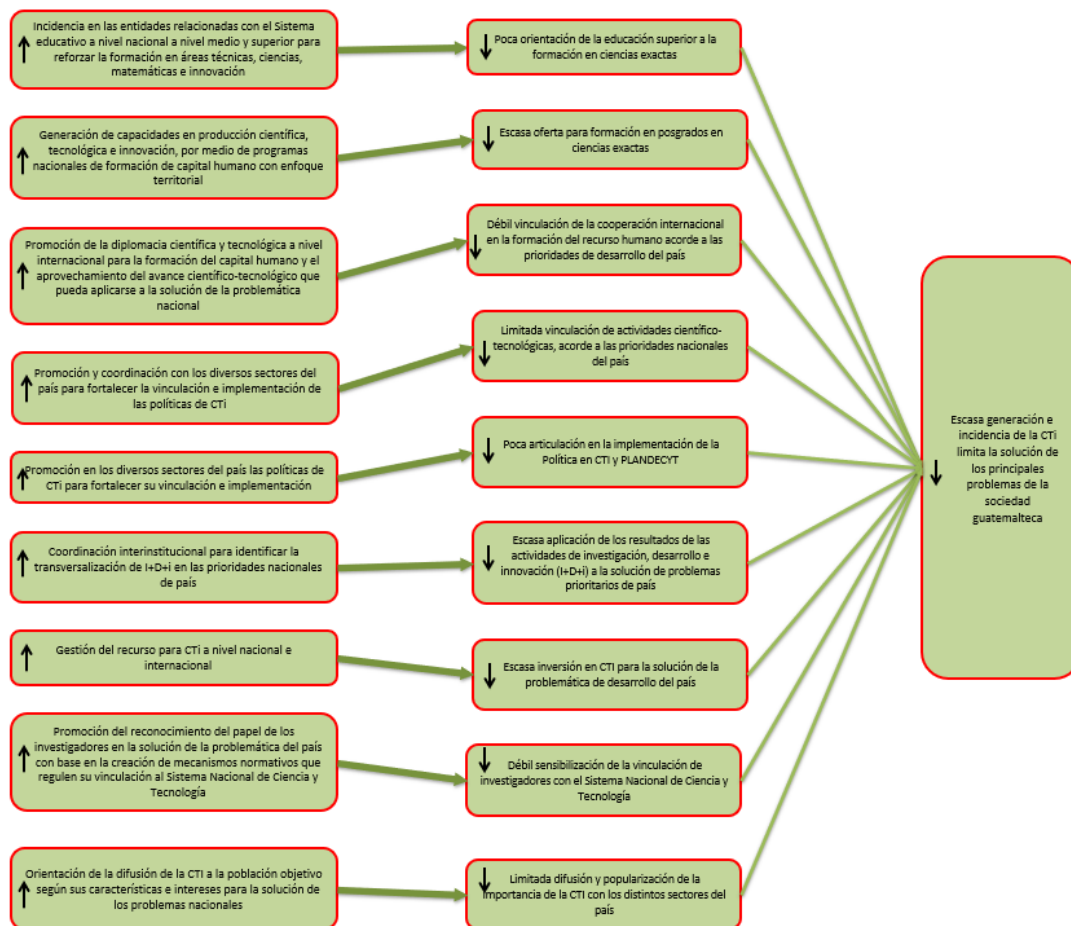 Incidencia en las entidades relacionadas con el Sistema
educativo a nivel nacional a nivel medio y superior para
reforzar la formación en áreas técnicas, ciencias,
matemáticas e innovación
Poca orientación de la educación superior a la
formación en ciencias exactas
Generación de capacidades en producción científica,
tecnológica e innovación, por medio de programas
nacionales de formación de capital humano con enfoque
territorial
Escasa oferta para formación en posgrados en
ciencias exactas
Promoción de la diplomacia científica y tecnológica a nivel
internacional para la formación del capital humano y el
aprovechamiento del avance científico-tecnológico que
pueda aplicarse a la solución de la problemática
nacional
Débil vinculación de la cooperación internacional
en la formación del recurso humano acorde a las
prioridades de desarrollo del país
Promoción y coordinación con los diversos sectores del
país para fortalecer la vinculación e implementación de
las políticas de CTi
Limitada vinculación de actividades científico-
tecnológicas, acorde a las prioridades nacionales
del país
Promoción en los diversos sectores del país las políticas de
CTi para fortalecer su vinculación e implementación
Poca articulación en la implementación de la
Política en CTI y PLANDECYT
Coordinación interinstitucional para identificar la
transversalización de I+D+i en las prioridades nacionales
de país
Escasa aplicación de los resultados de las
actividades de investigación, desarrollo e
innovación (I+D+i) a la solución de problemas
prioritarios de país
Gestión del recurso para CTi a nivel nacional e
internacional
Escasa inversión en CTI para la solución de la
problemática de desarrollo del país
Promoción del reconocimiento del papel de los
investigadores en la solución de la problemática del país
con base en la creación de mecanismos normativos que
regulen su vinculación al Sistema Nacional de Ciencia y
Tecnología
Débil sensibilización de la vinculación de
investigadores con el Sistema Nacional de Ciencia y
Tecnología
Orientación de la difusión de la CTI a la población objetivo
según sus características e intereses para la solución de
los problemas nacionales
Limitada difusión y popularización de la
importancia de la CTI con los distintos sectores del
país
Escasa generación e
incidencia de la CTi
limita la solución de
los principales
problemas de la
sociedad
guatemalteca